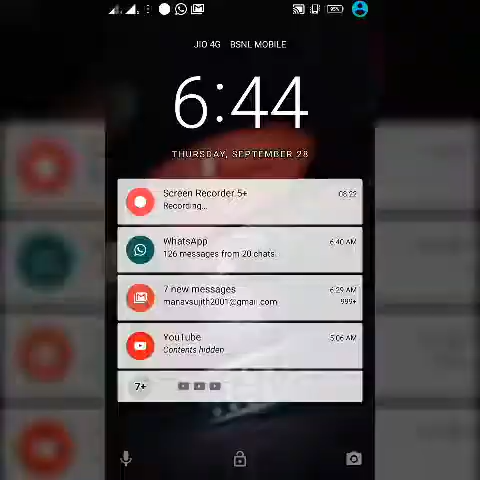 JIO 4G BSNL MOBILE
6:44
THURSDAY, SEPTEMBER 28
Screen Recorder 5+ 08:22
Recording...
WhatsApp 6:40 AM
126 messages from 20 chats.
7 new messages 6:29 AM
manavsujith2001@gmail.com 999+
YouTube 5:06 AM
Contents hidden
7+